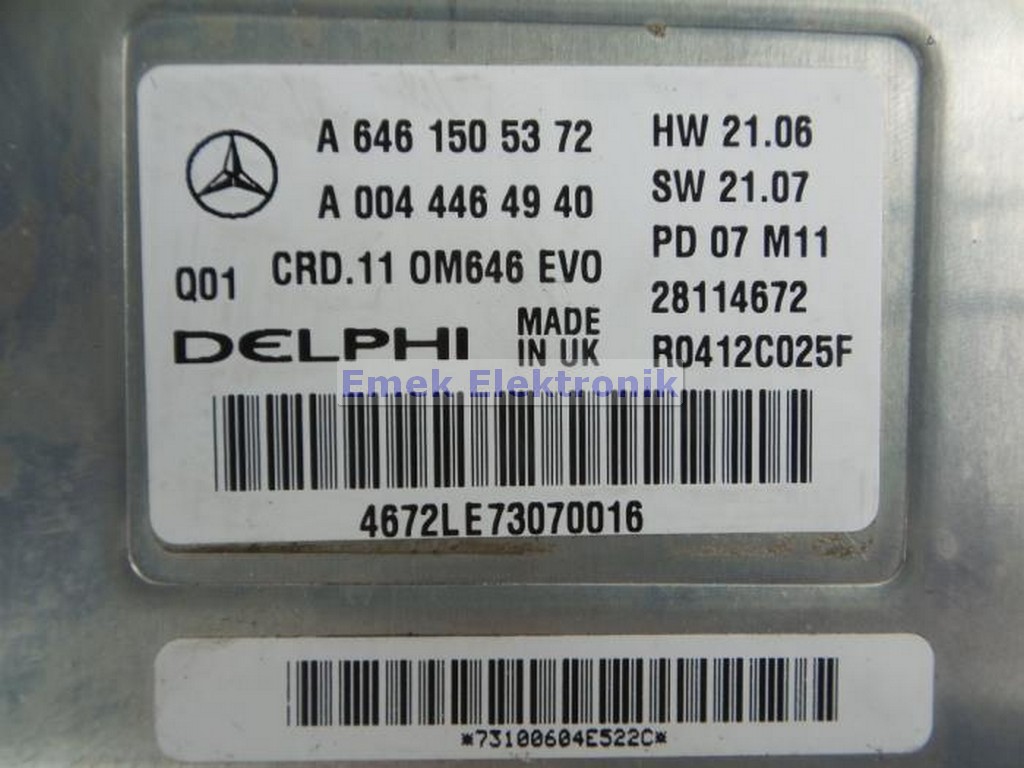 A 646 150 53 72
HW 21.06
A 004 446 49 40
SW 21.07
PD 07 M11
Q01 CRD.11 OM646 EVO
28114672
DELPHI
MADE
IN UK
R0412C025F
Emek Elektronik
4672LE73070016
*73100604E522C*